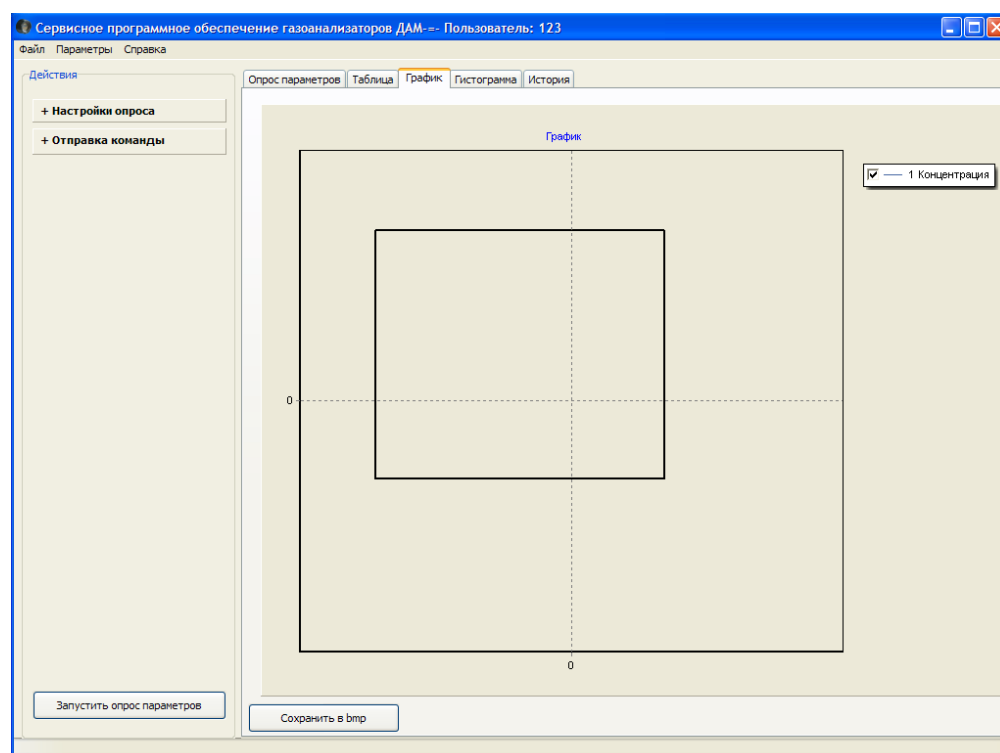 Сервисное программное обеспечение газоанализаторов ДАМ-=- Пользователь: 123
Файл Параметры Справка
Действия
+ Настройки опроса
+ Отправка команды
Запустить опрос параметров
Опрос параметров Таблица График Гистограмма История
График
1 Концентрация
0
0
Сохранить в bmp